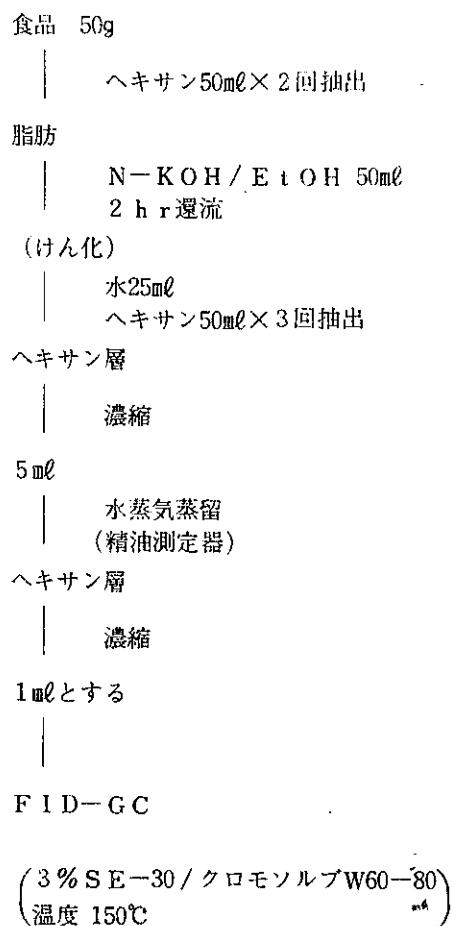 食品 50g
ヘキサン50mℓ×2回抽出
脂肪
N－KOH/EtOH 50mℓ
2hr還流
(けん化)
水25mℓ
ヘキサン50mℓ×3回抽出
ヘキサン層
濃縮
5mℓ
水蒸気蒸留
(精油測定器)
ヘキサン層
濃縮
1mℓとする
FID－GC
(3%SE－30/クロモソルブW60－80
温度 150℃)